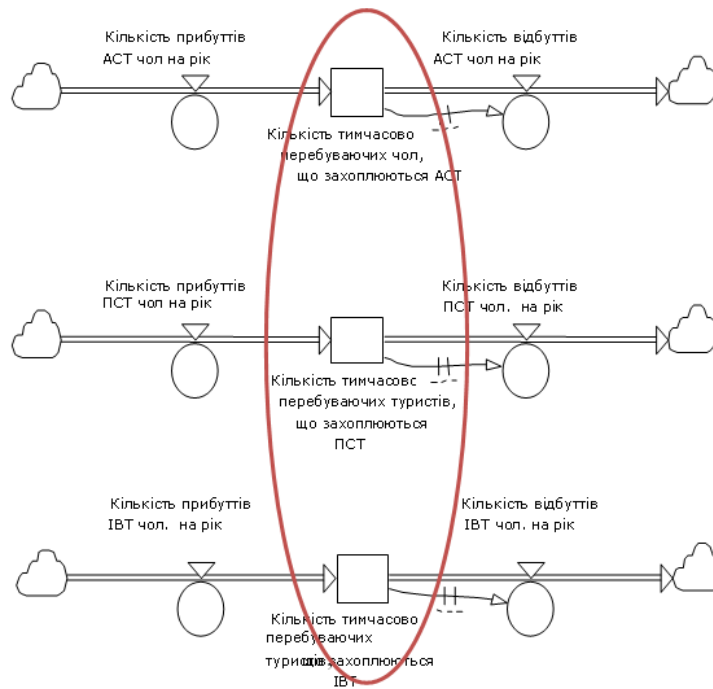 Кількість прибуттів
АСТ чол на рік
Кількість відбуттів
АСТ чол на рік
Кількість тимчасово
перебуваючих чол,
що захоплюються АСТ
Кількість прибуттів
ПСТ чол на рік
Кількість відбуттів
ПСТ чол. на рік
Кількість тимчасовс
перебуваючих туристів,
що захоплюються
ПСТ
Кількість прибуттів
ІВТ чол. на рік
Кількість відбуттів
ІВТ чол. на рік
Кількість тимчасово
перебуваючих
захоплюються
ІВТ